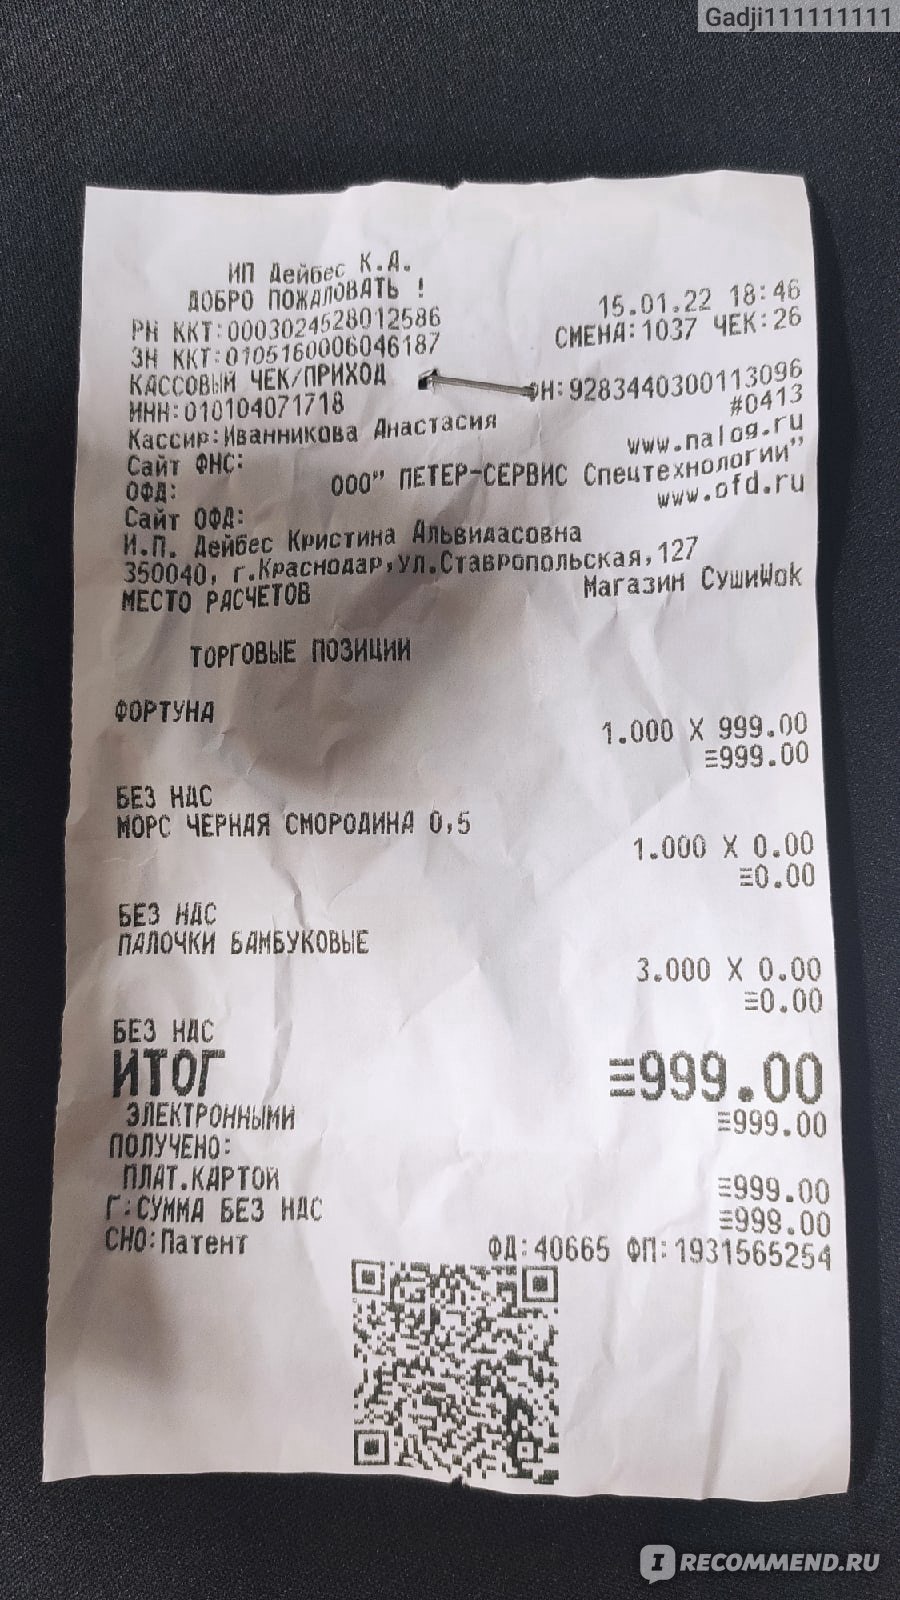 Gadji111111111
ИП Дейбес К.А.
ДОБРО ПОЖАЛОВАТЬ !
РН ККТ:0003024528012586 15.01.22 18:46
ЗН ККТ:0105160006046187 СМЕНА:1037 ЧЕК:26
КАССОВЫЙ ЧЕК/ПРИХОД
ИНН:010104071718 ФН:9283440300113096
Кассир:Иванникова Анастасия #0413
Сайт ФНС: www.nalog.ru
ОФД: ООО" ПЕТЕР-СЕРВИС Спецтехнологии"
Сайт ОФД: www.ofd.ru
И.П. Дейбес Кристина Альвидасовна
350040, г.Краснодар,ул.Ставропольская,127
МЕСТО РАСЧЕТОВ Магазин СушиWok
ТОРГОВЫЕ ПОЗИЦИИ
ФОРТУНА
1.000 X 999.00
≡999.00
БЕЗ НДС
МОРС ЧЕРНАЯ СМОРОДИНА 0,5
1.000 X 0.00
≡0.00
БЕЗ НДС
ПАЛОЧКИ БАМБУКОВЫЕ
3.000 X 0.00
≡0.00
БЕЗ НДС
ИТОГ ≡999.00
ЭЛЕКТРОННЫМИ ≡999.00
ПОЛУЧЕНО:
ПЛАТ.КАРТОЙ ≡999.00
Г:СУММА БЕЗ НДС ≡999.00
СНО:Патент ФД:40665 ФП:1931565254
I RECOMMEND.RU